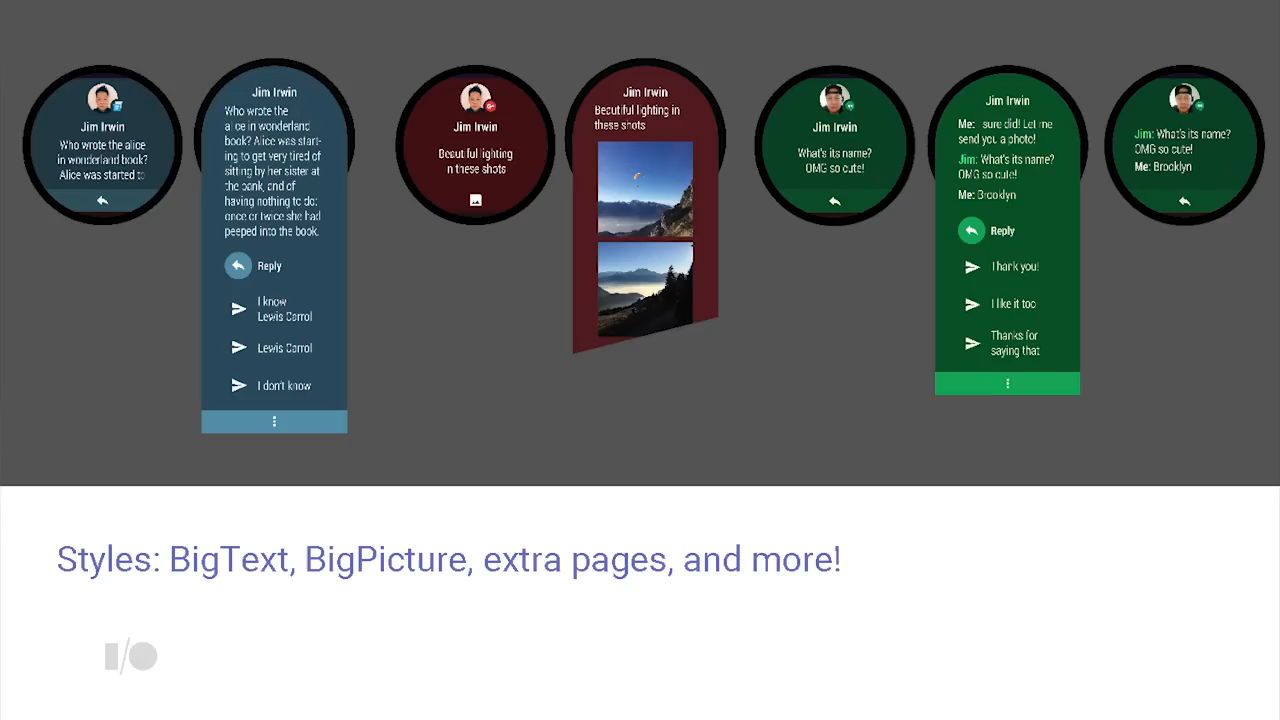 Jim Irwin
Who wrote the alice
in wonderland book?
Alice was started to
Jim Irwin
Who wrote the
alice in wonderland
book? Alice was start-
ing to get very tired of
sitting by her sister at
the bank, and of
having nothing to do:
once or twice she had
peeped into the book.
Reply
I know
Lewis Carrol
Lewis Carrol
I don't know
Jim Irwin
Beautiful lighting
in these shots
Jim Irwin
Beautiful lighting in
these shots
Jim Irwin
What's its name?
OMG so cute!
Jim Irwin
Me: sure did! Let me
send you a photo!
Jim: What's its name?
OMG so cute!
Me: Brooklyn
Reply
Thank you!
I like it too
Thanks for
saying that
Jim: What's its name?
OMG so cute!
Me: Brooklyn
Styles: BigText, BigPicture, extra pages, and more!
I/O